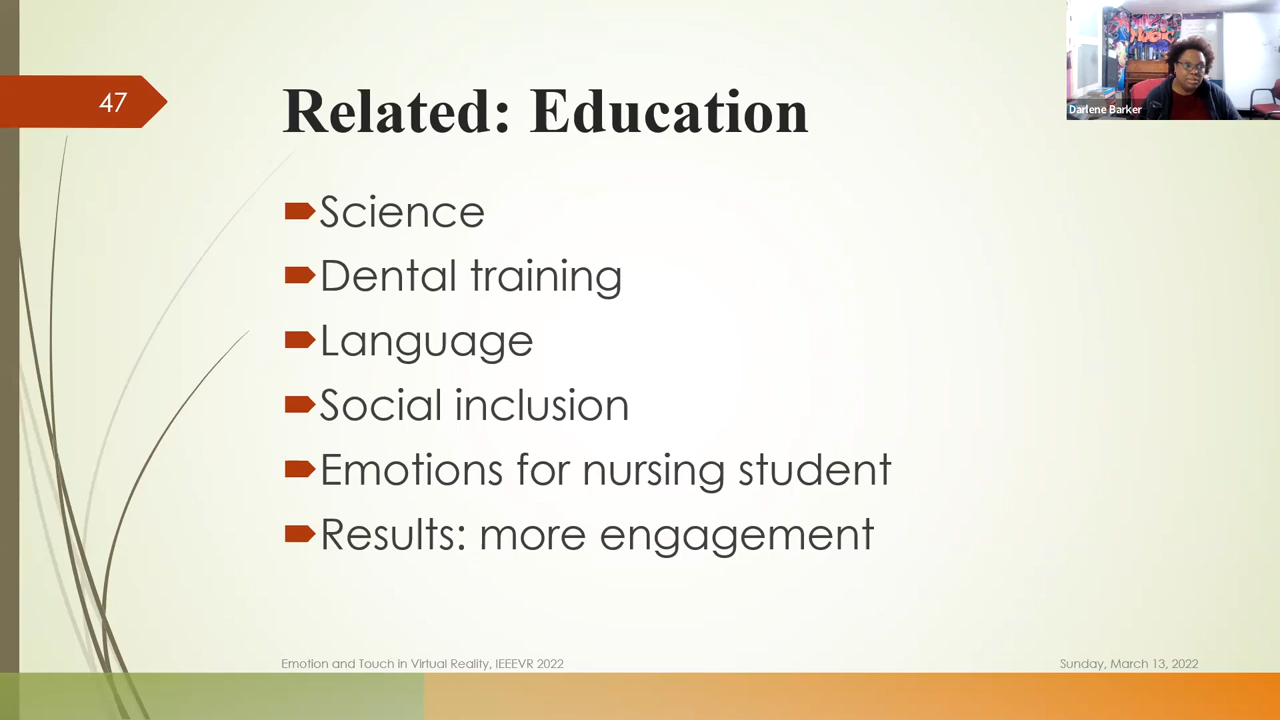 47
Related: Education
Science
Dental training
Language
Social inclusion
Emotions for nursing student
Results: more engagement
Emotion and Touch in Virtual Reality, IEEEVR 2022
Sunday, March 13, 2022
Darlene Barker